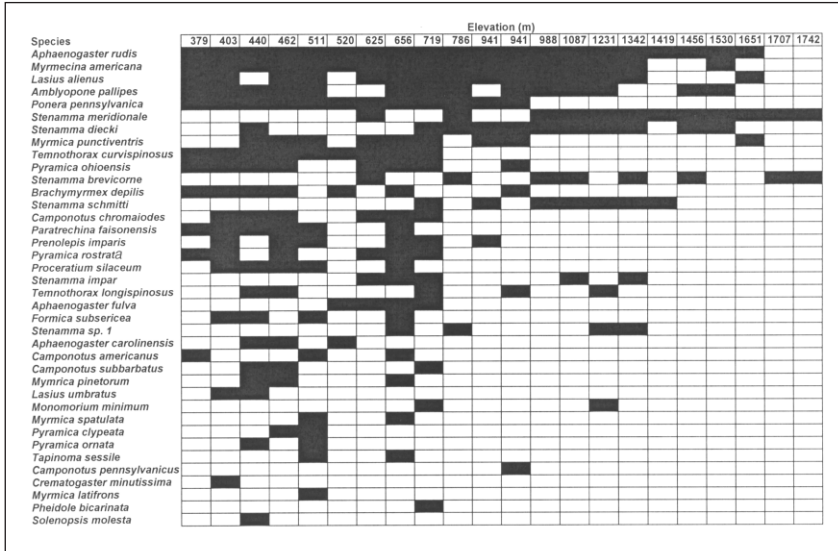 Elevation (m)
Species 379 403 440 462 511 520 625 656 719 786 941 941 988 1087 1231 1342 1419 1456 1530 1651 1707 1742
Aphaenogaster rudis
Myrmecina americana
Lasius alienus
Amblyopone pallipes
Ponera pennsylvanica
Stenamma meridionale
Stenamma diecki
Myrmica punctiventris
Temnothorax curvispinosus
Pyramica ohioensis
Stenamma brevicorne
Brachymyrmex depilis
Stenamma schmitti
Camponotus chromaiodes
Paratrechina faisonensis
Prenolepis imparis
Pyramica rostrata
Proceratium silaceum
Stenamma impar
Temnothorax longispinosus
Aphaenogaster fulva
Formica subsericea
Stenamma sp. 1
Aphaenogaster carolinensis
Camponotus americanus
Camponotus subbarbatus
Mymrica pinetorum
Lasius umbratus
Monomorium minimum
Myrmica spatulata
Pyramica clypeata
Pyramica ornata
Tapinoma sessile
Camponotus pennsylvanicus
Crematogaster minutissima
Myrmica latifrons
Pheidole bicarinata
Solenopsis molesta